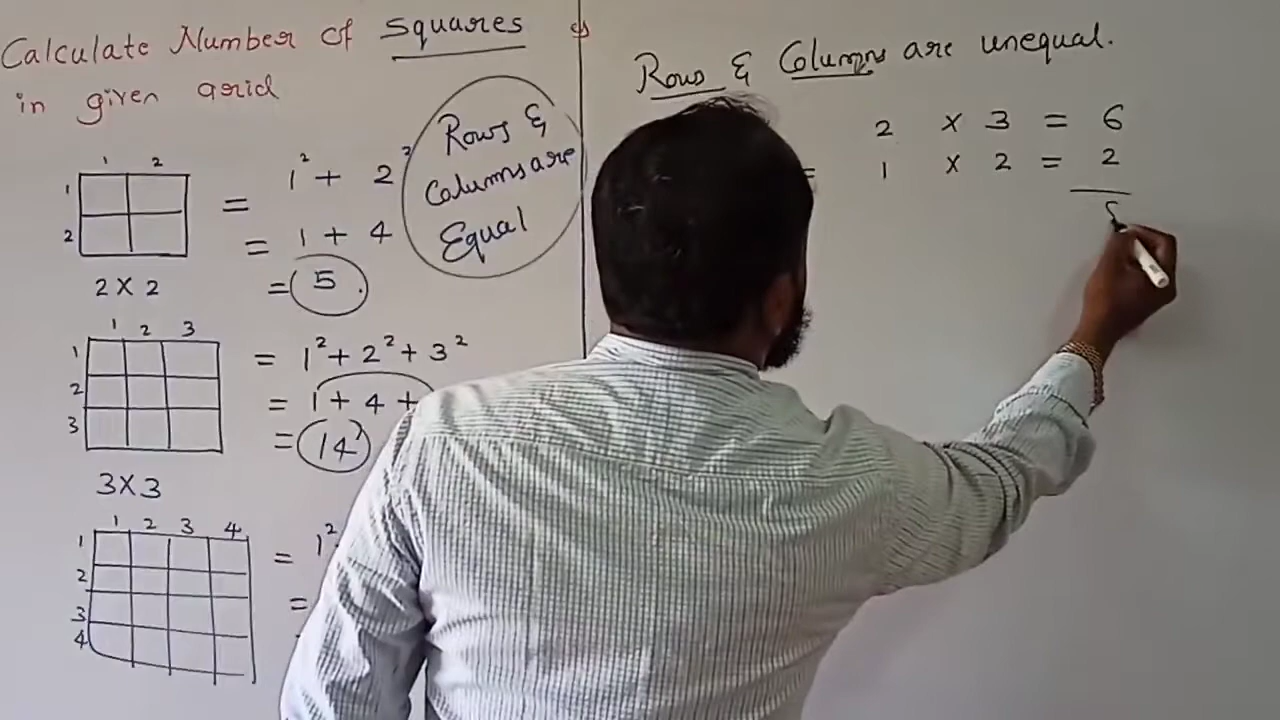 Calculate Number of Squares
in given grid
1 2
1
2
2 X 2
= 1² + 2²
= 1 + 4
= 5.
Rows &
Columns are
Equal
1 2 3
1
2
3
3X3
= 1² + 2² + 3²
= 1 + 4 +
= 14
1 2 3 4
1
2
3
4
= 1²
=
Rows & Columns are unequal.
2 X 3 = 6
= 1 X 2 = 2